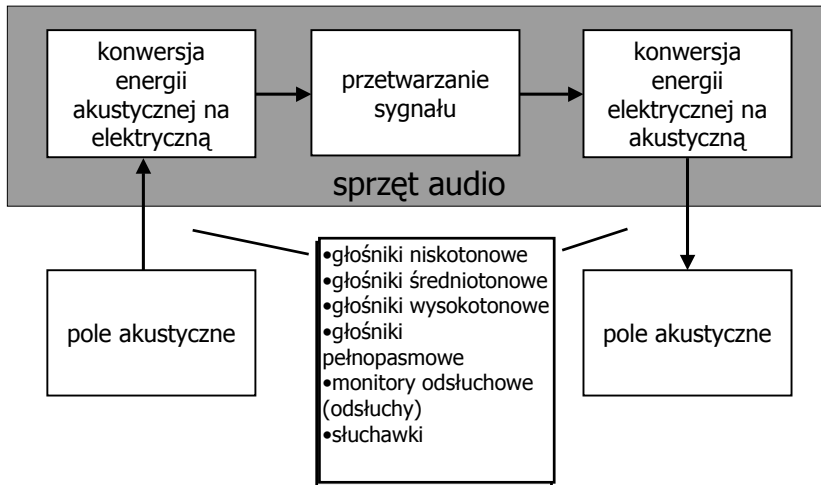 konwersja
energii
akustycznej na
elektryczną
przetwarzanie
sygnału
konwersja
energii
elektrycznej na
akustyczną
sprzęt audio
pole akustyczne
•głośniki niskotonowe
•głośniki średniotonowe
•głośniki wysokotonowe
•głośniki
pełnopasmowe
•monitory odsłuchowe
(odsłuchy)
•słuchawki
pole akustyczne